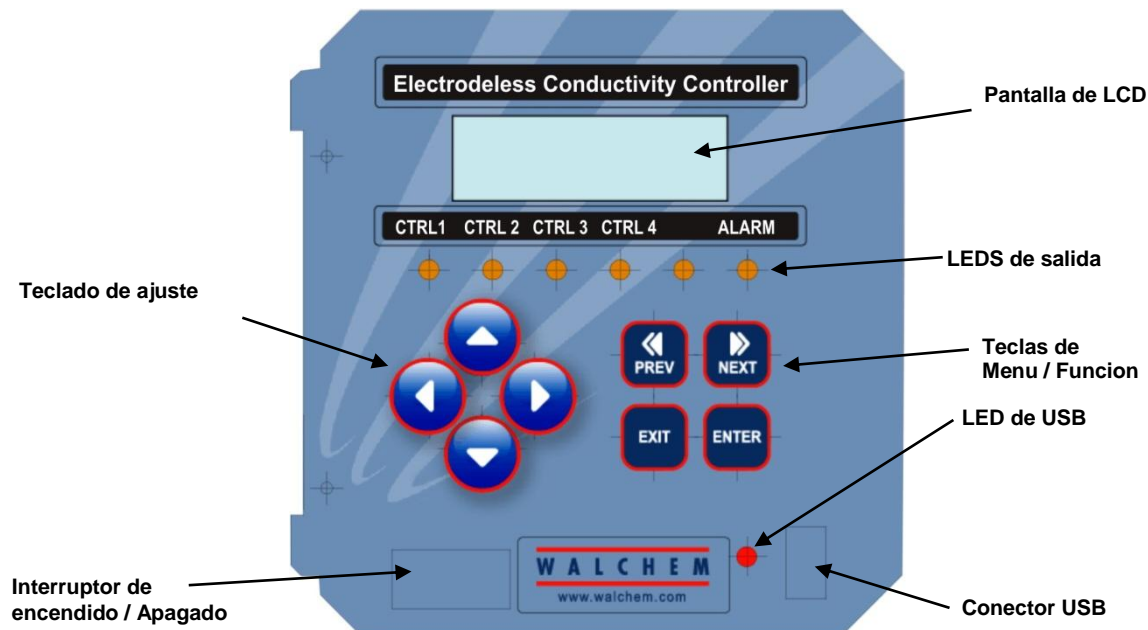 Electrodeless Conductivity Controller
Pantalla de LCD
CTRL1 CTRL 2 CTRL 3 CTRL 4 ALARM
LEDS de salida
Teclado de ajuste
PREV NEXT
Teclas de
Menu / Funcion
EXIT ENTER
LED de USB
WALCHEM
www.walchem.com
Interruptor de
encendido / Apagado
Conector USB